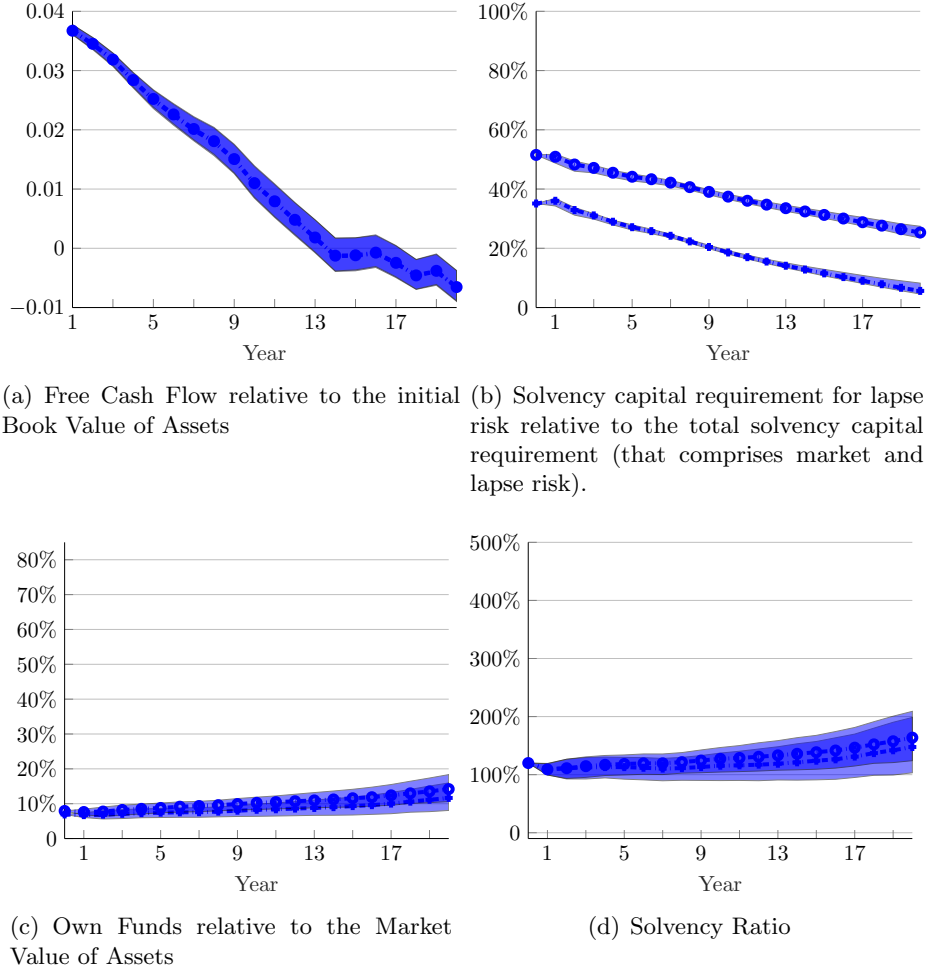 0.04
0.03
0.02
0.01
0
−0.01
1 5 9 13 17
Year
100%
80%
60%
40%
20%
0
1 5 9 13 17
Year
(a) Free Cash Flow relative to the initial
Book Value of Assets
(b) Solvency capital requirement for lapse
risk relative to the total solvency capital
requirement (that comprises market and
lapse risk).
80%
70%
60%
50%
40%
30%
20%
10%
0
1 5 9 13 17
Year
500%
400%
300%
200%
100%
0
1 5 9 13 17
Year
(c) Own Funds relative to the Market
Value of Assets
(d) Solvency Ratio